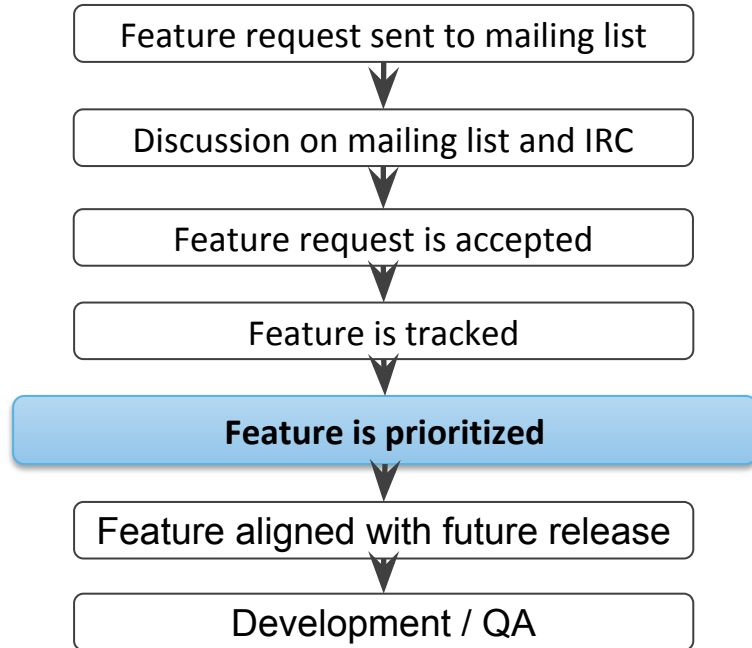 Feature request sent to mailing list
Discussion on mailing list and IRC
Feature request is accepted
Feature is tracked
Feature is prioritized
Feature aligned with future release
Development / QA